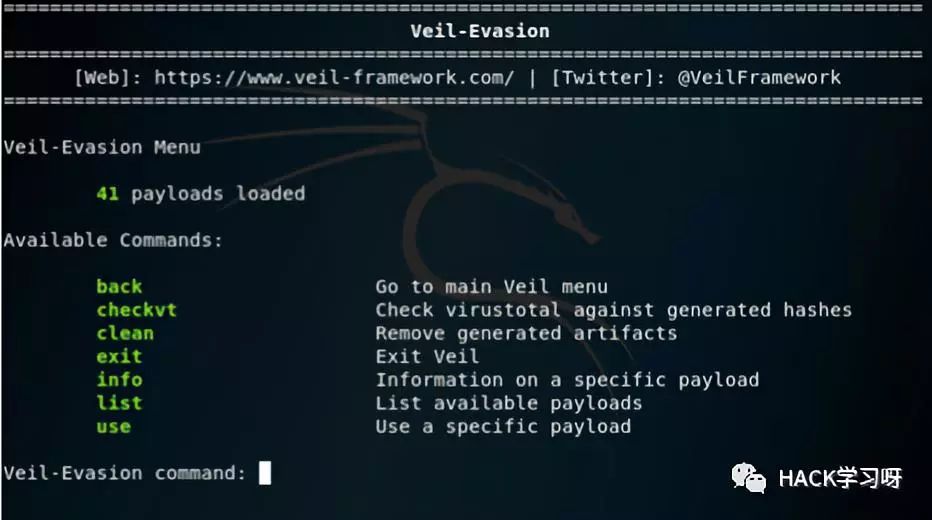 ===============================================================================
Veil-Evasion
===============================================================================
[Web]: https://www.veil-framework.com/ | [Twitter]: @VeilFramework
===============================================================================
Veil-Evasion Menu
41 payloads loaded
Available Commands:
back Go to main Veil menu
checkvt Check virustotal against generated hashes
clean Remove generated artifacts
exit Exit Veil
info Information on a specific payload
list List available payloads
use Use a specific payload
Veil-Evasion command:
HACK学习呀